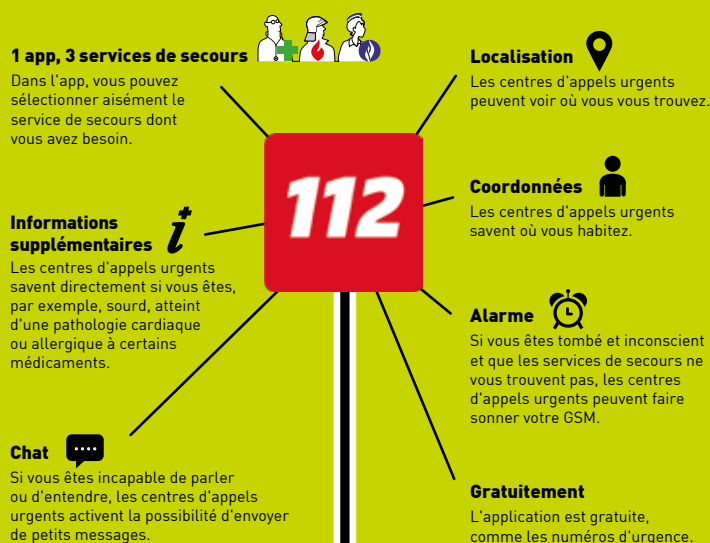 1 app, 3 services de secours
Dans l'app, vous pouvez
sélectionner aisément le
service de secours dont
vous avez besoin.
Informations
supplémentaires
Les centres d'appels urgents
savent directement si vous êtes,
par exemple, sourd, atteint
d'une pathologie cardiaque
ou allergique à certains
médicaments.
Chat
Si vous êtes incapable de parler
ou d'entendre, les centres d'appels
urgents activent la possibilité d'envoyer
de petits messages.
112
Localisation
Les centres d'appels urgents
peuvent voir où vous vous trouvez.
Coordonnées
Les centres d'appels urgents
savent où vous habitez.
Alarme
Si vous êtes tombé et inconscient
et que les services de secours ne
vous trouvent pas, les centres
d'appels urgents peuvent faire
sonner votre GSM.
Gratuitement
L'application est gratuite,
comme les numéros d'urgence.